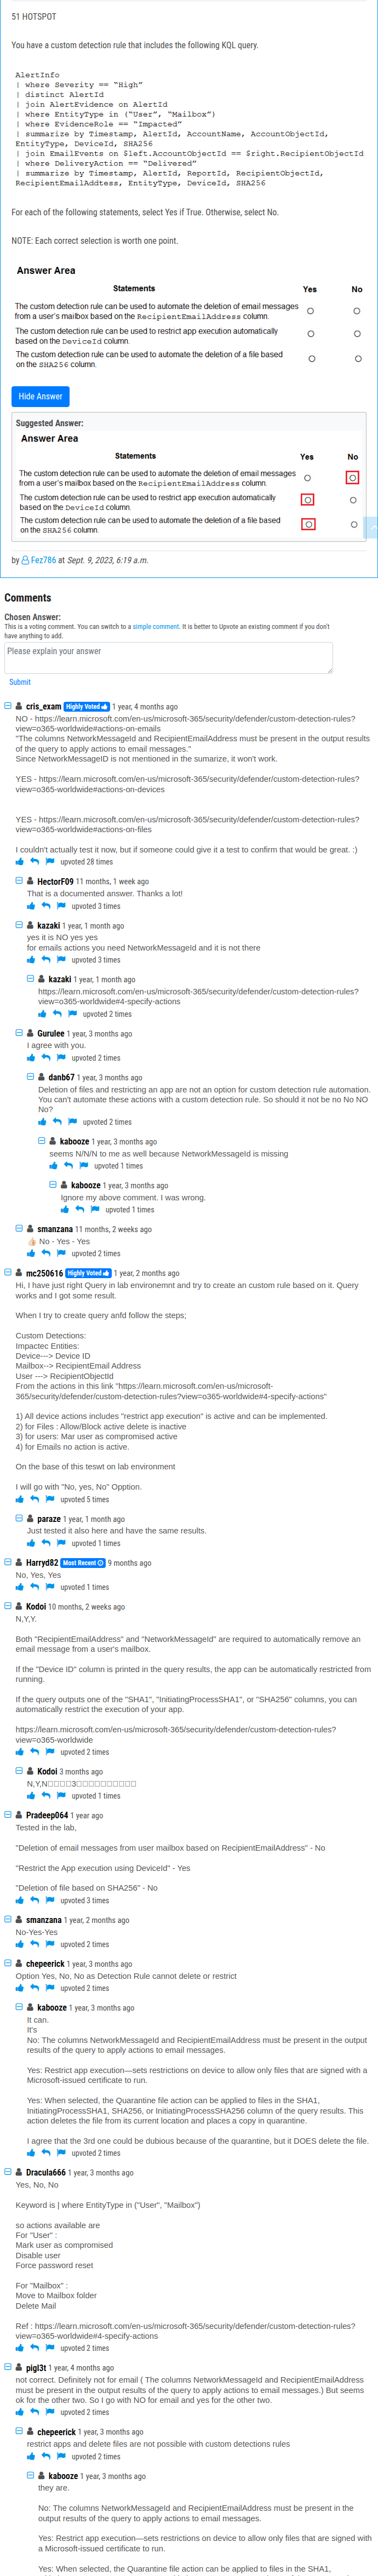 51 HOTSPOT
You have a custom detection rule that includes the following KQL query.
AlertInfo
| where Severity == “High”
| distinct AlertId
| join AlertEvidence on AlertId
| where EntityType in (“User”, “Mailbox”)
| where EvidenceRole == “Impacted”
| summarize by Timestamp, AlertId, AccountName, AccountObjectId,
EntityType, DeviceId, SHA256
| join EmailEvents on $left.AccountObjectId == $right.RecipientObjectId
| where DeliveryAction == “Delivered”
| summarize by Timestamp, AlertId, ReportId, RecipientObjectId,
RecipientEmailAddtess, EntityType, DeviceId, SHA256
For each of the following statements, select Yes if True. Otherwise, select No.
NOTE: Each correct selection is worth one point.
Answer Area
Statements Yes No
The custom detection rule can be used to automate the deletion of email messages
from a user's mailbox based on the RecipientEmailAddress column.
The custom detection rule can be used to restrict app execution automatically
based on the DeviceId column.
The custom detection rule can be used to automate the deletion of a file based
on the SHA256 column.
Hide Answer
Suggested Answer:
Answer Area
Statements Yes No
The custom detection rule can be used to automate the deletion of email messages
from a user's mailbox based on the RecipientEmailAddress column.
The custom detection rule can be used to restrict app execution automatically
based on the DeviceId column.
The custom detection rule can be used to automate the deletion of a file based
on the SHA256 column.
by Fez786 at Sept. 9, 2023, 6:19 a.m.
Comments
Chosen Answer:
This is a voting comment. You can switch to a simple comment. It is better to Upvote an existing comment if you don't
have anything to add.
Please explain your answer
Submit
cris_exam Highly Voted 1 year, 4 months ago
NO - https://learn.microsoft.com/en-us/microsoft-365/security/defender/custom-detection-rules?
view=o365-worldwide#actions-on-emails
"The columns NetworkMessageId and RecipientEmailAddress must be present in the output results
of the query to apply actions to email messages."
Since NetworkMessageID is not mentioned in the sumarize, it won't work.
YES - https://learn.microsoft.com/en-us/microsoft-365/security/defender/custom-detection-rules?
view=o365-worldwide#actions-on-devices
YES - https://learn.microsoft.com/en-us/microsoft-365/security/defender/custom-detection-rules?
view=o365-worldwide#actions-on-files
I couldn't actually test it now, but if someone could give it a test to confirm that would be great. :)
upvoted 28 times
HectorF09 11 months, 1 week ago
That is a documented answer. Thanks a lot!
upvoted 3 times
kazaki 1 year, 1 month ago
yes it is NO yes yes
for emails actions you need NetworkMessageId and it is not there
upvoted 3 times
kazaki 1 year, 1 month ago
https://learn.microsoft.com/en-us/microsoft-365/security/defender/custom-detection-rules?
view=o365-worldwide#4-specify-actions
upvoted 2 times
Gurulee 1 year, 3 months ago
I agree with you.
upvoted 2 times
danb67 1 year, 3 months ago
Deletion of files and restricting an app are not an option for custom detection rule automation.
You can't automate these actions with a custom detection rule. So should it not be no No NO
No?
upvoted 2 times
kabooze 1 year, 3 months ago
seems N/N/N to me as well because NetworkMessageId is missing
upvoted 1 times
kabooze 1 year, 3 months ago
Ignore my above comment. I was wrong.
upvoted 1 times
smanzana 11 months, 2 weeks ago
👍🏻 No - Yes - Yes
upvoted 2 times
mc250616 Highly Voted 1 year, 2 months ago
Hi, I have just right Query in lab environemnt and try to create an custom rule based on it. Query
works and I got some result.
When I try to create query anfd follow the steps;
Custom Detections:
Impactec Entities:
Device---> Device ID
Mailbox--> RecipientEmail Address
User ---> RecipientObjectId
From the actions in this link "https://learn.microsoft.com/en-us/microsoft-
365/security/defender/custom-detection-rules?view=o365-worldwide#4-specify-actions"
1) All device actions includes "restrict app execution" is active and can be implemented.
2) for Files : Allow/Block active delete is inactive
3) for users: Mar user as compromised active
4) for Emails no action is active.
On the base of this teswt on lab environment
I will go with "No, yes, No" Opption.
upvoted 5 times
paraze 1 year, 1 month ago
Just tested it also here and have the same results.
upvoted 1 times
Harryd82 Most Recent 9 months ago
No, Yes, Yes
upvoted 1 times
Kodoi 10 months, 2 weeks ago
N,Y,Y.
Both "RecipientEmailAddress" and "NetworkMessageId" are required to automatically remove an
email message from a user's mailbox.
If the "Device ID" column is printed in the query results, the app can be automatically restricted from
running.
If the query outputs one of the "SHA1", "InitiatingProcessSHA1", or "SHA256" columns, you can
automatically restrict the execution of your app.
https://learn.microsoft.com/en-us/microsoft-365/security/defender/custom-detection-rules?
view=o365-worldwide
upvoted 2 times
Kodoi 3 months ago
N,Y,N□□□□3□□□□□□□□□□
upvoted 1 times
Pradeep064 1 year ago
Tested in the lab,
"Deletion of email messages from user mailbox based on RecipientEmailAddress" - No
"Restrict the App execution using DeviceId" - Yes
"Deletion of file based on SHA256" - No
upvoted 3 times
smanzana 1 year, 2 months ago
No-Yes-Yes
upvoted 2 times
chepeerick 1 year, 3 months ago
Option Yes, No, No as Detection Rule cannot delete or restrict
upvoted 2 times
kabooze 1 year, 3 months ago
It can.
It's
No: The columns NetworkMessageId and RecipientEmailAddress must be present in the output
results of the query to apply actions to email messages.
Yes: Restrict app execution—sets restrictions on device to allow only files that are signed with a
Microsoft-issued certificate to run.
Yes: When selected, the Quarantine file action can be applied to files in the SHA1,
InitiatingProcessSHA1, SHA256, or InitiatingProcessSHA256 column of the query results. This
action deletes the file from its current location and places a copy in quarantine.
I agree that the 3rd one could be dubious because of the quarantine, but it DOES delete the file.
upvoted 2 times
Dracula666 1 year, 3 months ago
Yes, No, No
Keyword is | where EntityType in ("User", "Mailbox")
so actions available are
For "User" :
Mark user as compromised
Disable user
Force password reset
For "Mailbox" :
Move to Mailbox folder
Delete Mail
Ref : https://learn.microsoft.com/en-us/microsoft-365/security/defender/custom-detection-rules?
view=o365-worldwide#4-specify-actions
upvoted 2 times
pigl3t 1 year, 4 months ago
not correct. Definitely not for email ( The columns NetworkMessageId and RecipientEmailAddress
must be present in the output results of the query to apply actions to email messages.) But seems
ok for the other two. So I go with NO for email and yes for the other two.
upvoted 2 times
chepeerick 1 year, 3 months ago
restrict apps and delete files are not possible with custom detections rules
upvoted 2 times
kabooze 1 year, 3 months ago
they are.
No: The columns NetworkMessageId and RecipientEmailAddress must be present in the
output results of the query to apply actions to email messages.
Yes: Restrict app execution—sets restrictions on device to allow only files that are signed with
a Microsoft-issued certificate to run.
Yes: When selected, the Quarantine file action can be applied to files in the SHA1,